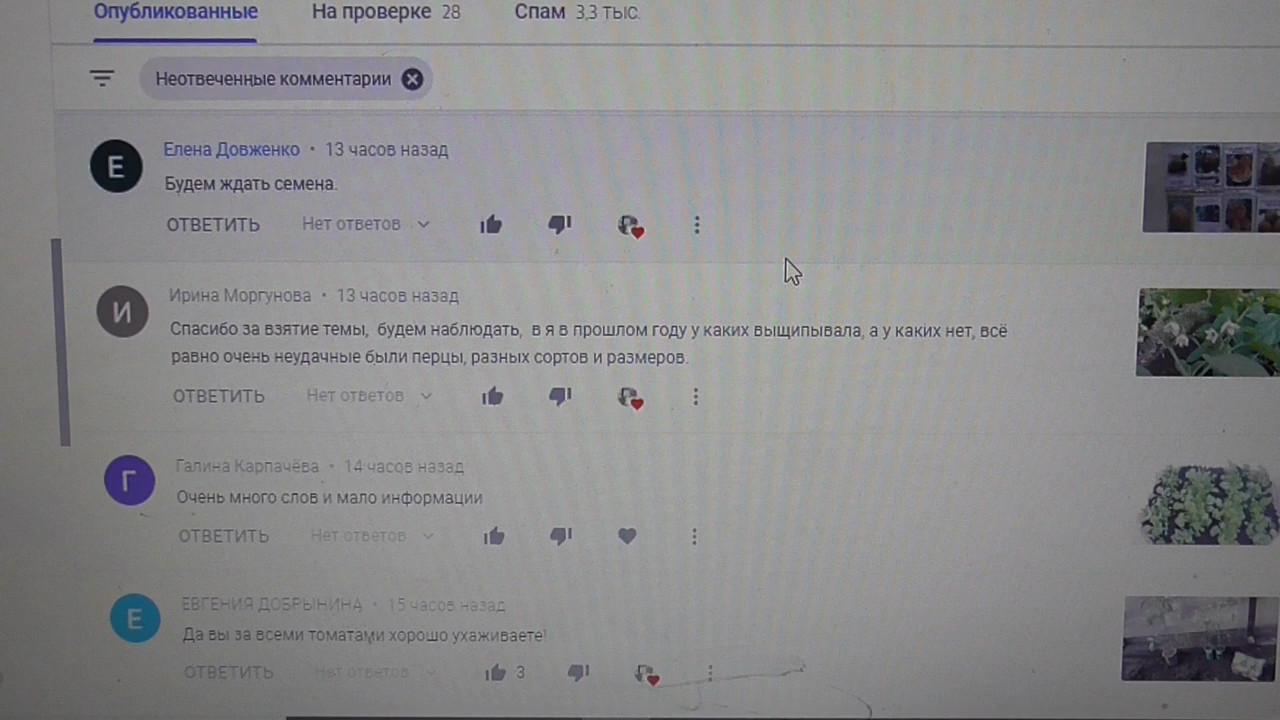 Опубликованные На проверке 28 Спам 3,3 тыс.
Неотвеченные комментарии
Е Елена Довженко • 13 часов назад
Будем ждать семена.
ОТВЕТИТЬ Нет ответов
И Ирина Моргунова • 13 часов назад
Спасибо за взятие темы, будем наблюдать, в я в прошлом году у каких выщипывала, а у каких нет, всё
равно очень неудачные были перцы, разных сортов и размеров.
ОТВЕТИТЬ Нет ответов
Г Галина Карпачёва • 14 часов назад
Очень много слов и мало информации
ОТВЕТИТЬ Нет ответов
Е ЕВГЕНИЯ ДОБРЫНИНА • 15 часов назад
Да вы за всеми томатами хорошо ухаживаете!
ОТВЕТИТЬ Нет ответов 3